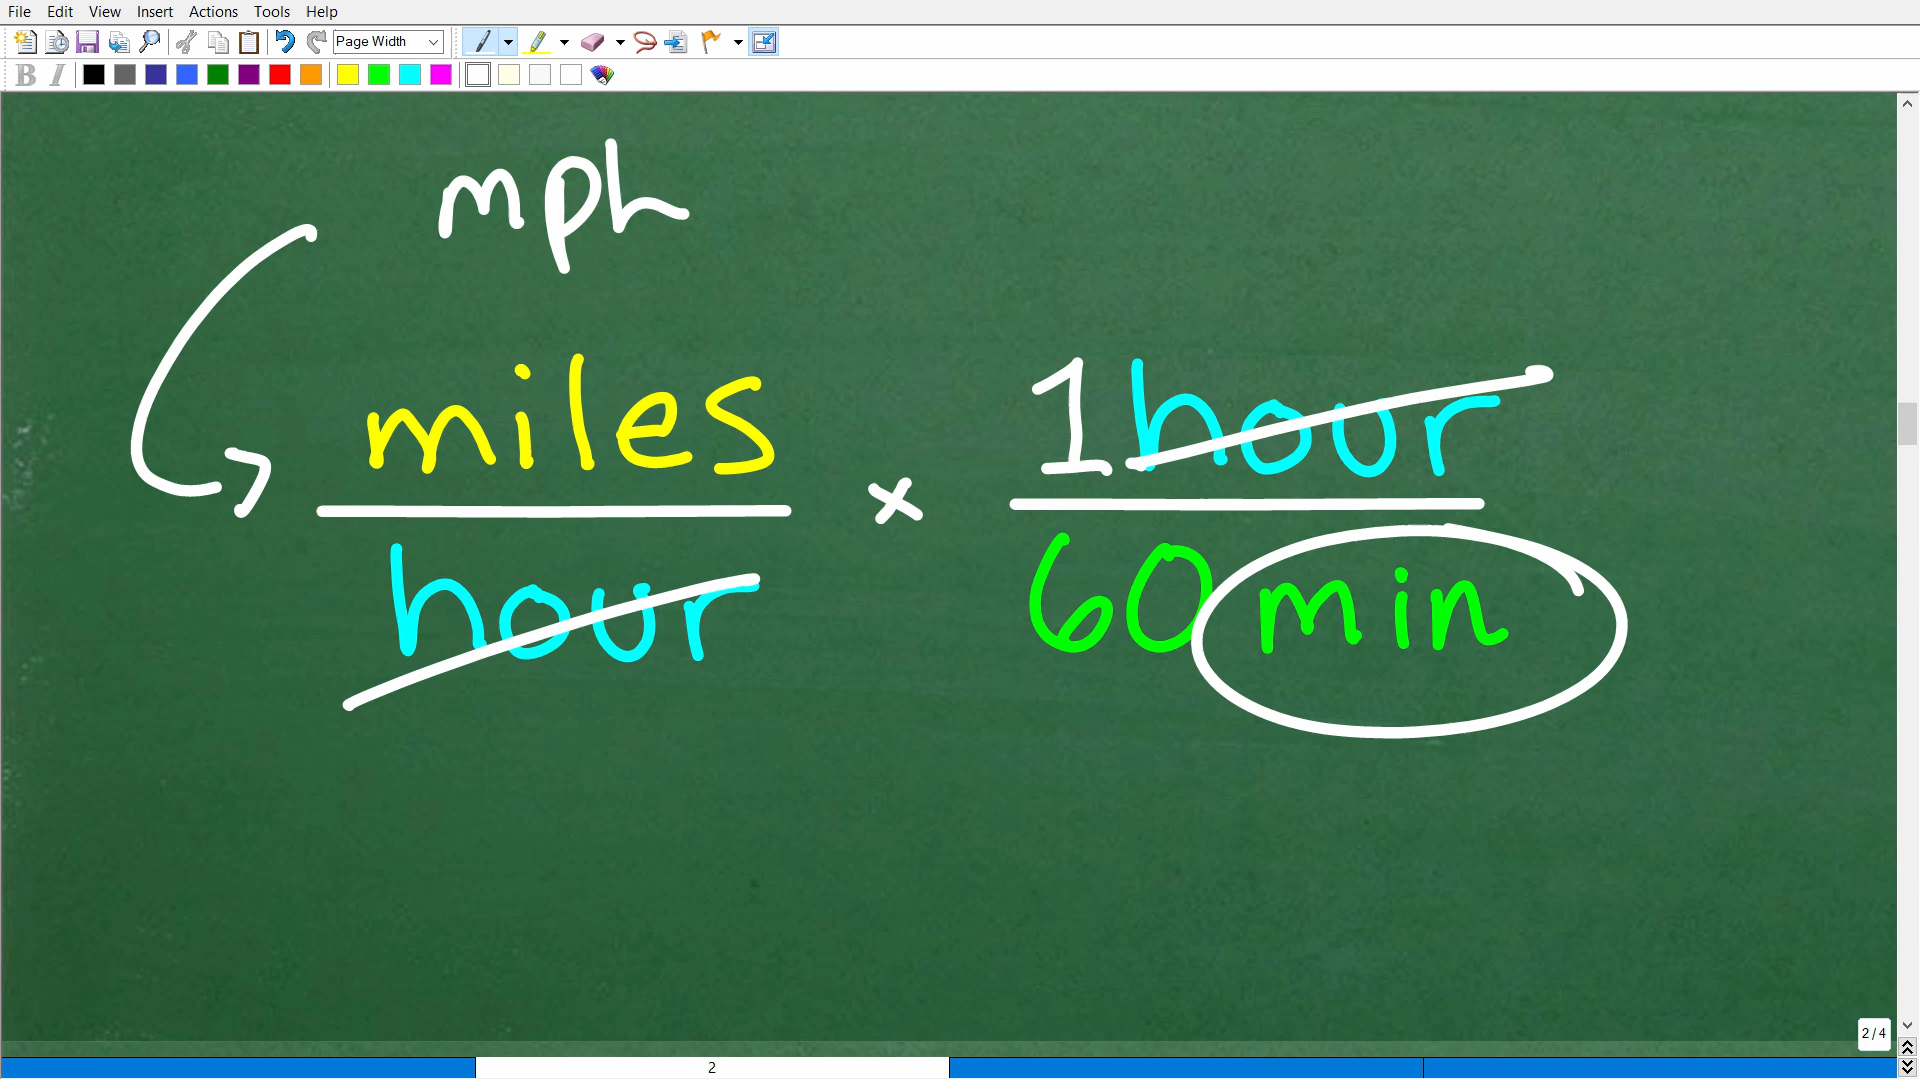 File Edit View Insert Actions Tools Help
Page Width
B I
mph
miles
hour
×
1 hour
60 min
2 / 4
2